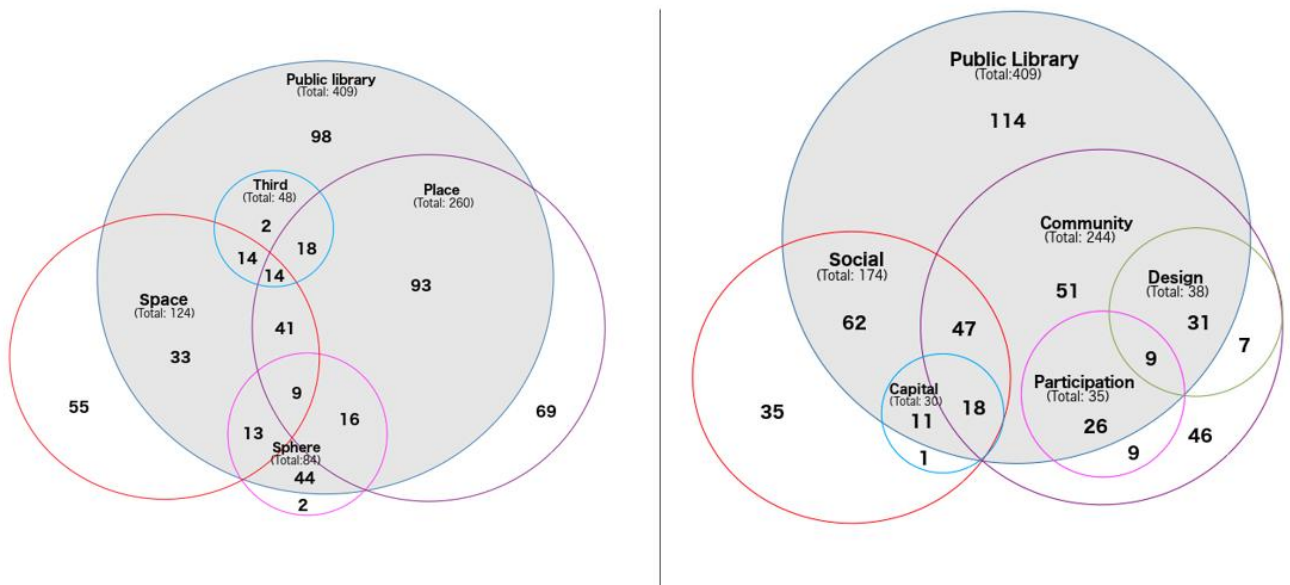 Public library
(Total: 409)
98
Third
(Total: 48)
2
14
18
14
Place
(Total: 260)
93
Space
(Total: 124)
41
33
9
55
13
16
69
Sphere
(Total:84)
44
2
Public Library
(Total:409)
114
Community
(Total: 244)
Social
(Total: 174)
Design
(Total: 38)
51
62
47
31
7
9
Capital
(Total: 30)
Participation
(Total: 35)
35
11
18
26
46
1
9